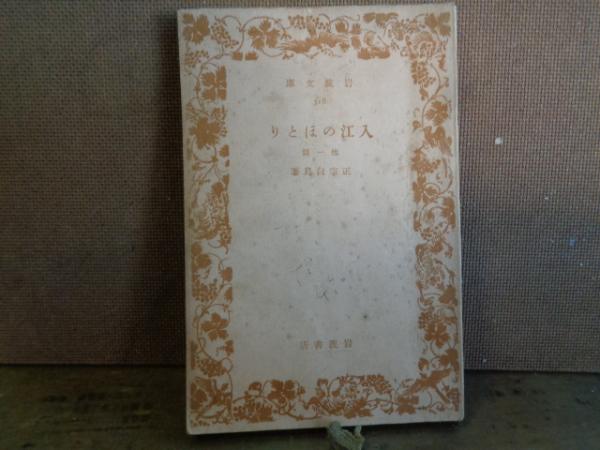 岩波文庫
入江のほとり
他一篇
正宗白鳥著
岩波書店